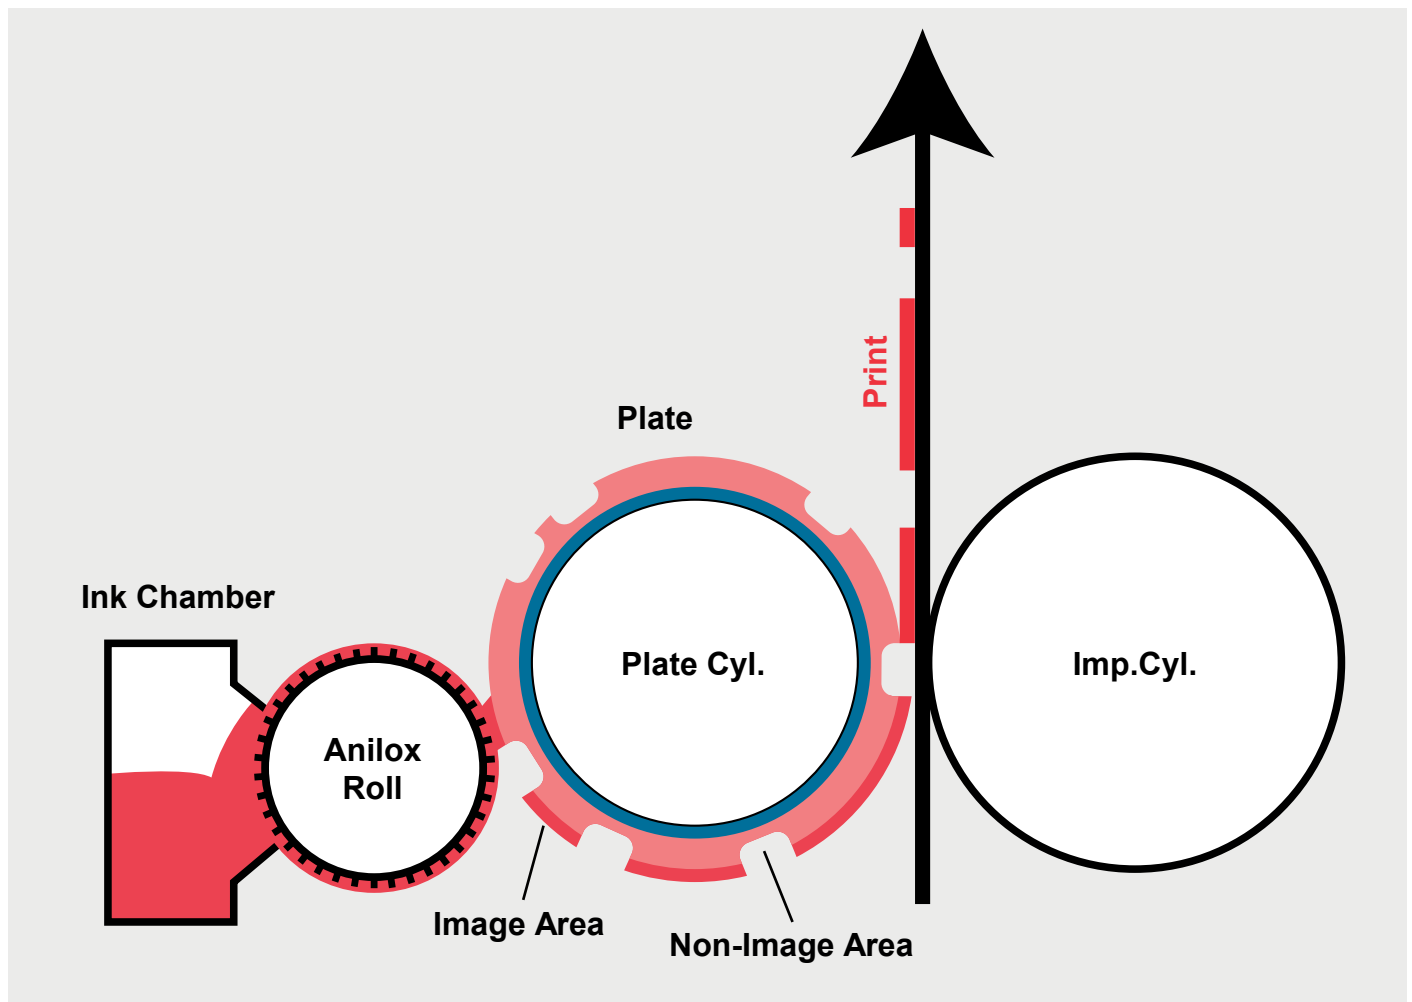 Print
Plate
Ink Chamber
Plate Cyl.
Imp.Cyl.
Anilox
Roll
Image Area
Non-Image Area